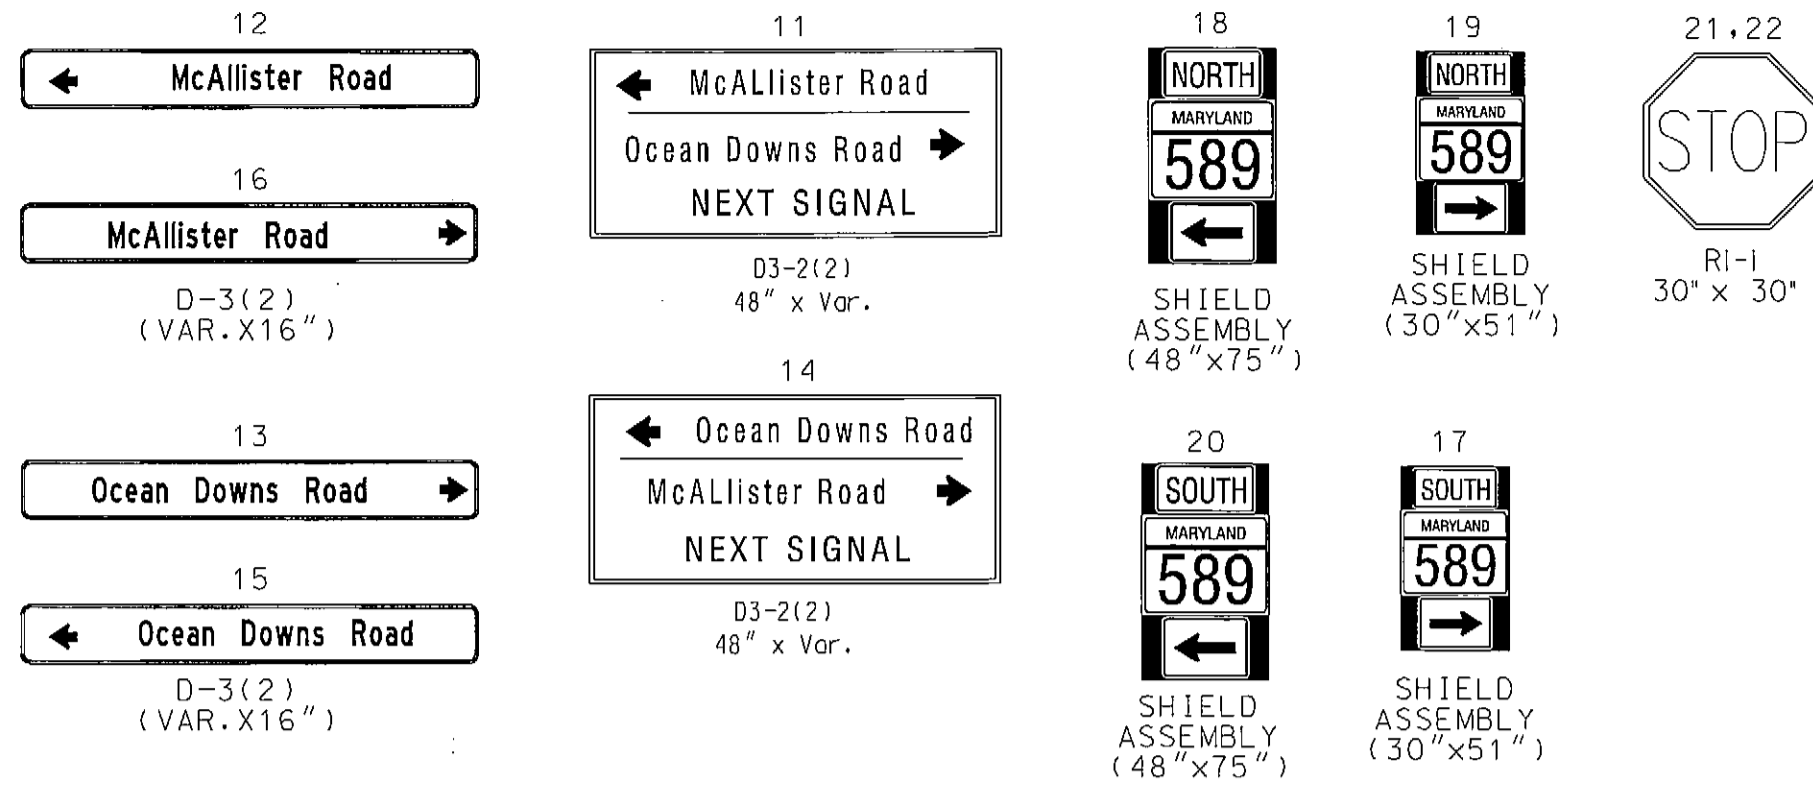 12
McAllister Road
16
McAllister Road
D-3(2)
(VAR.X16")
13
Ocean Downs Road
15
Ocean Downs Road
D-3(2)
(VAR.X16")
11
McALlister Road
Ocean Downs Road
NEXT SIGNAL
D3-2(2)
48" x Var.
14
Ocean Downs Road
McALlister Road
NEXT SIGNAL
D3-2(2)
48" x Var.
18
NORTH
MARYLAND
589
SHIELD
ASSEMBLY
(48"x75")
19
NORTH
MARYLAND
589
SHIELD
ASSEMBLY
(30"x51")
21,22
STOP
R1-1
30" x 30"
20
SOUTH
MARYLAND
589
SHIELD
ASSEMBLY
(48"x75")
17
SOUTH
MARYLAND
589
SHIELD
ASSEMBLY
(30"x51")